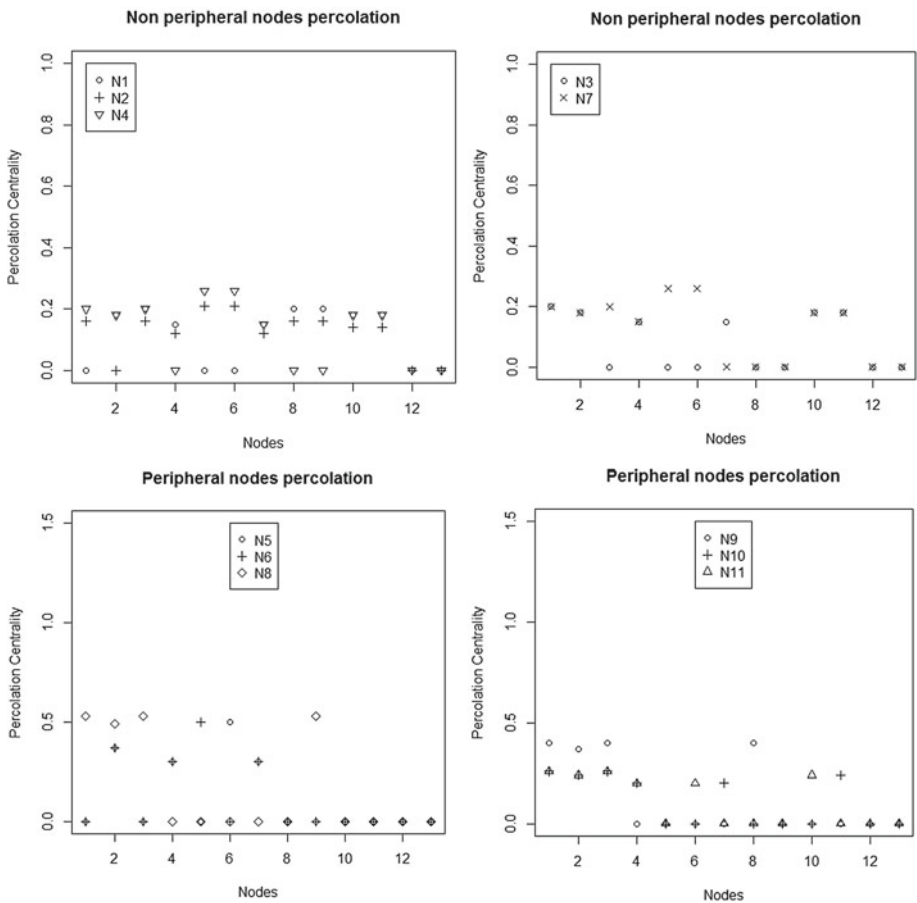 Non peripheral nodes percolation
N1
N2
N4
Percolation Centrality
0.0 0.2 0.4 0.6 0.8 1.0
2 4 6 8 10 12
Nodes
Non peripheral nodes percolation
N3
N7
Percolation Centrality
0.0 0.2 0.4 0.6 0.8 1.0
2 4 6 8 10 12
Nodes
Peripheral nodes percolation
N5
N6
N8
Percolation Centrality
0.0 0.5 1.0 1.5
2 4 6 8 10 12
Nodes
Peripheral nodes percolation
N9
N10
N11
Percolation Centrality
0.0 0.5 1.0 1.5
2 4 6 8 10 12
Nodes